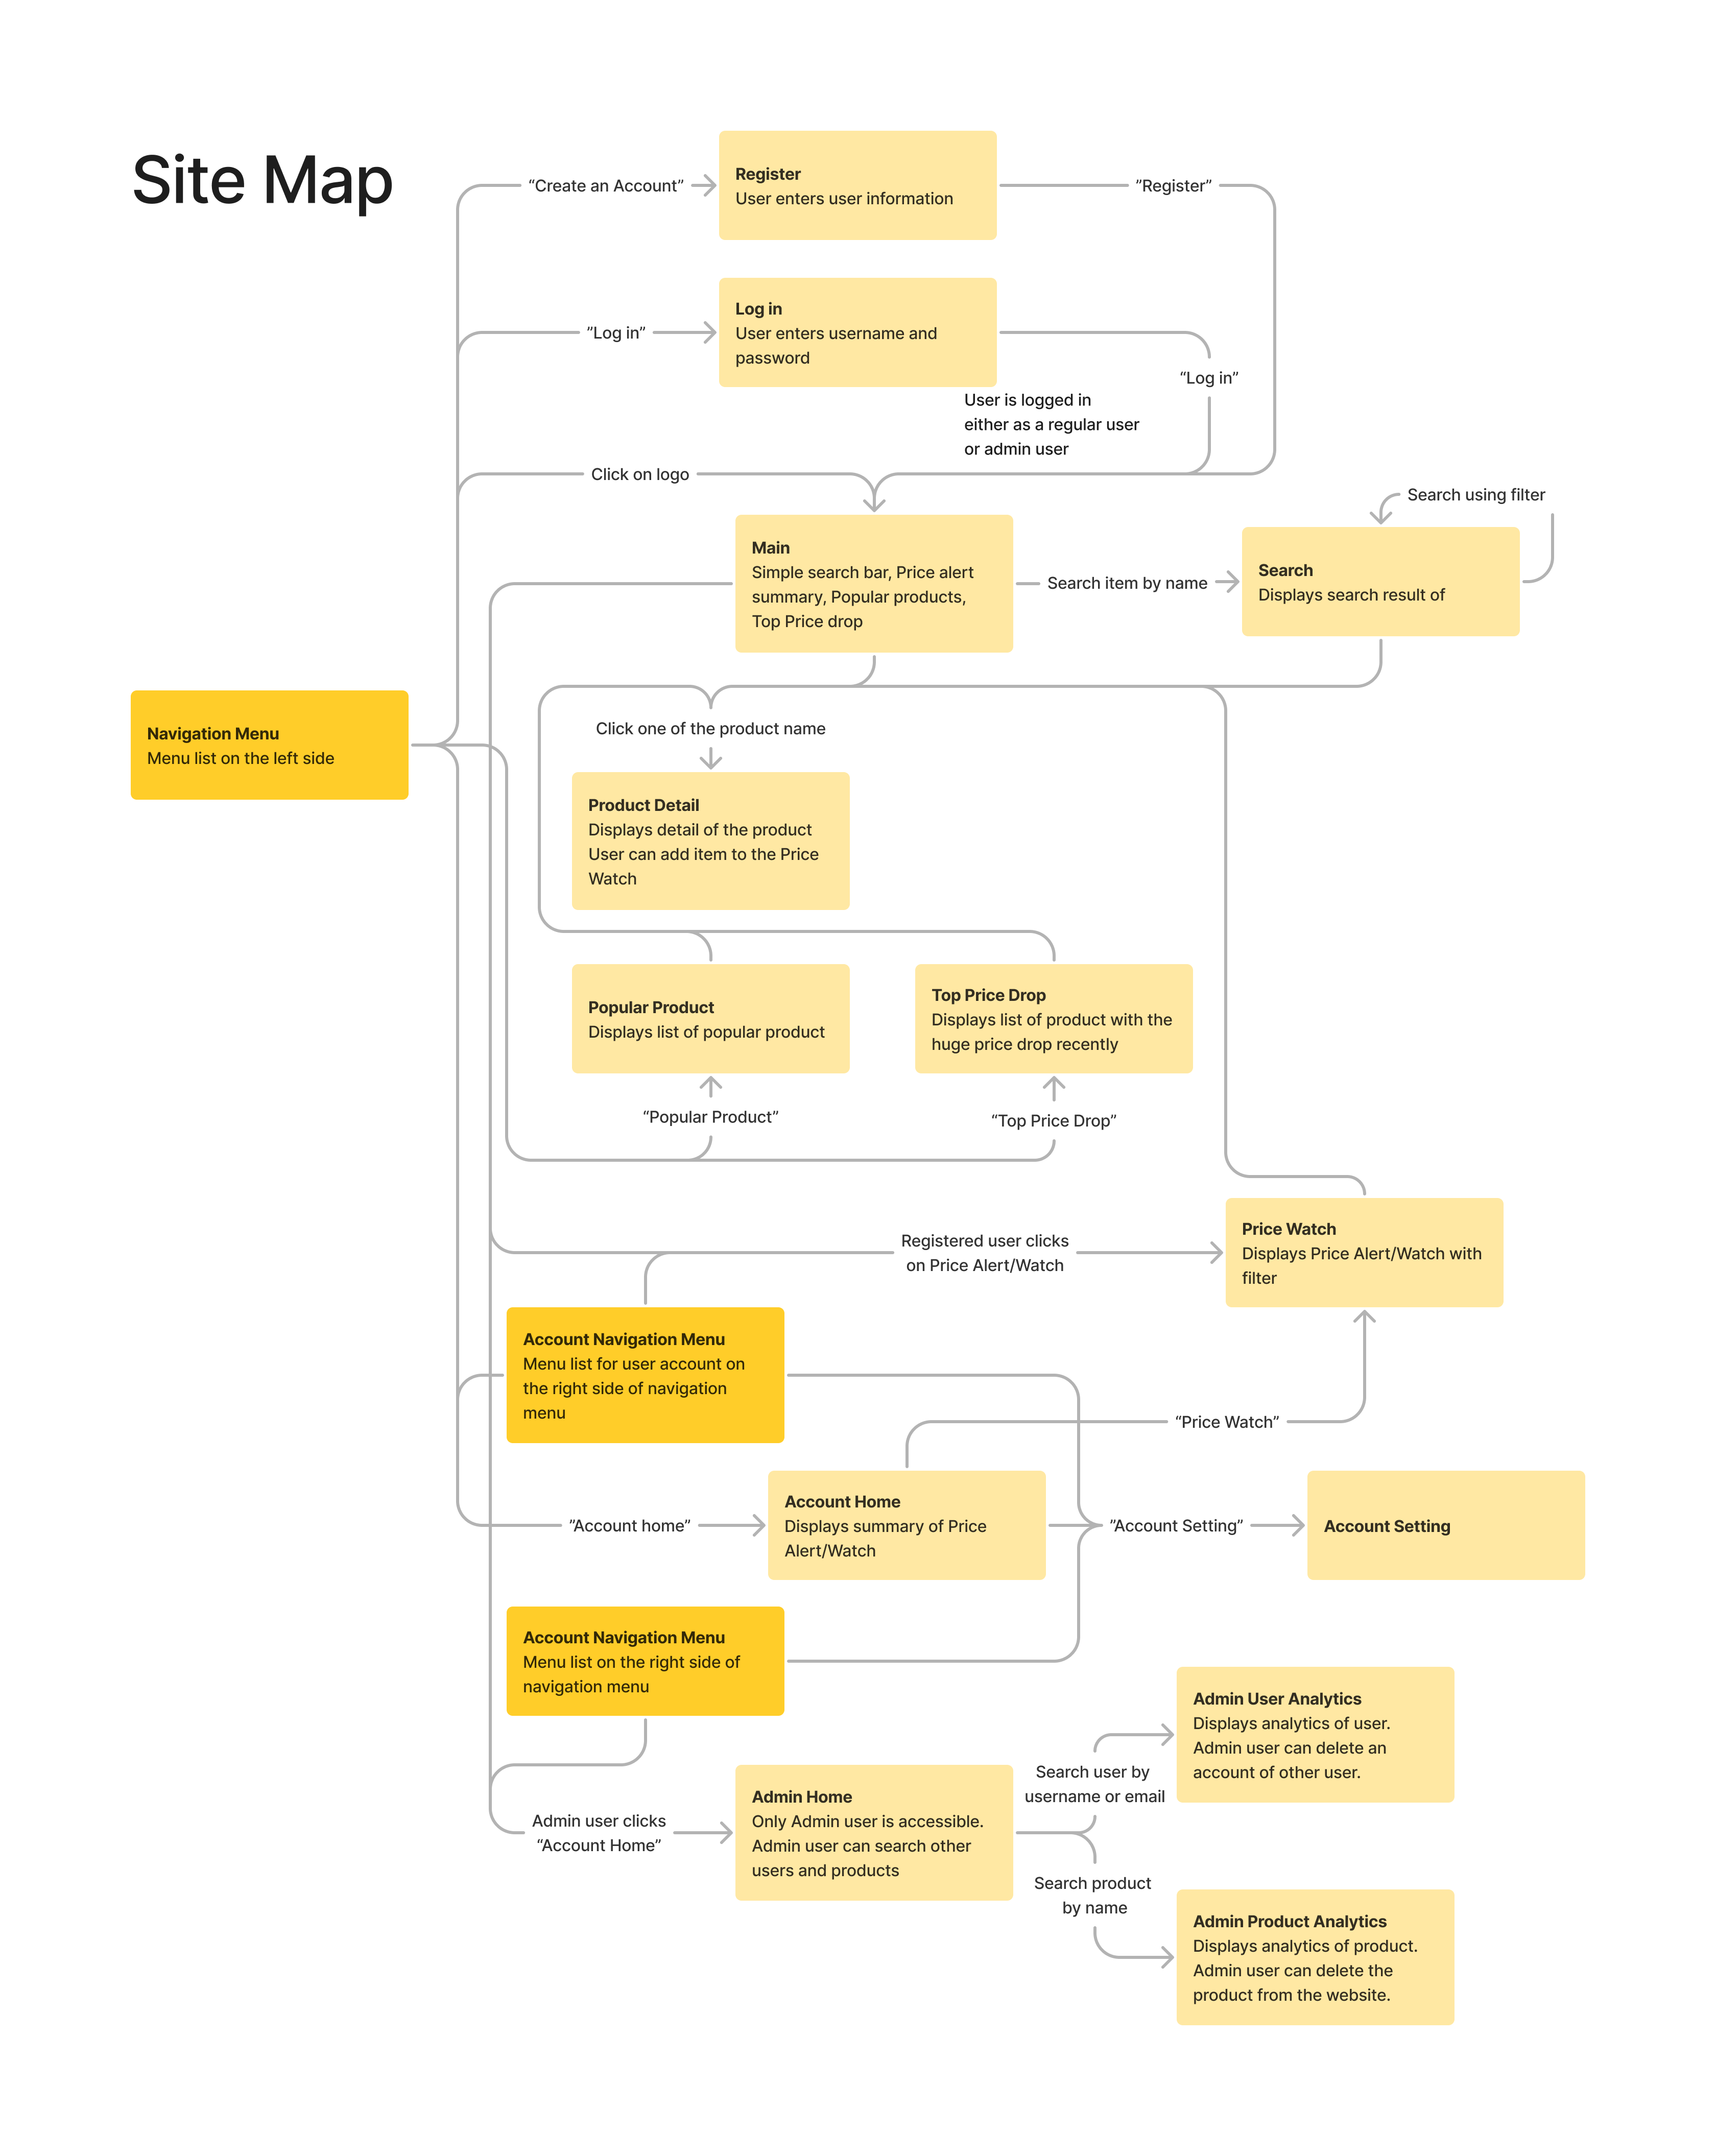 Site Map
“Create an Account”
Register
User enters user information
”Register”
”Log in”
Log in
User enters username and
password
“Log in”
User is logged in
either as a regular user
or admin user
Click on logo
Main
Simple search bar, Price alert
summary, Popular products,
Top Price drop
Search item by name
Search using filter
Search
Displays search result of
Navigation Menu
Menu list on the left side
Click one of the product name
Product Detail
Displays detail of the product
User can add item to the Price
Watch
Popular Product
Displays list of popular product
Top Price Drop
Displays list of product with the
huge price drop recently
“Popular Product”
“Top Price Drop”
Registered user clicks
on Price Alert/Watch
Price Watch
Displays Price Alert/Watch with
filter
Account Navigation Menu
Menu list for user account on
the right side of navigation
menu
“Price Watch”
”Account home”
Account Home
Displays summary of Price
Alert/Watch
”Account Setting”
Account Setting
Account Navigation Menu
Menu list on the right side of
navigation menu
Admin user clicks
“Account Home”
Admin Home
Only Admin user is accessible.
Admin user can search other
users and products
Search user by
username or email
Admin User Analytics
Displays analytics of user.
Admin user can delete an
account of other user.
Search product
by name
Admin Product Analytics
Displays analytics of product.
Admin user can delete the
product from the website.